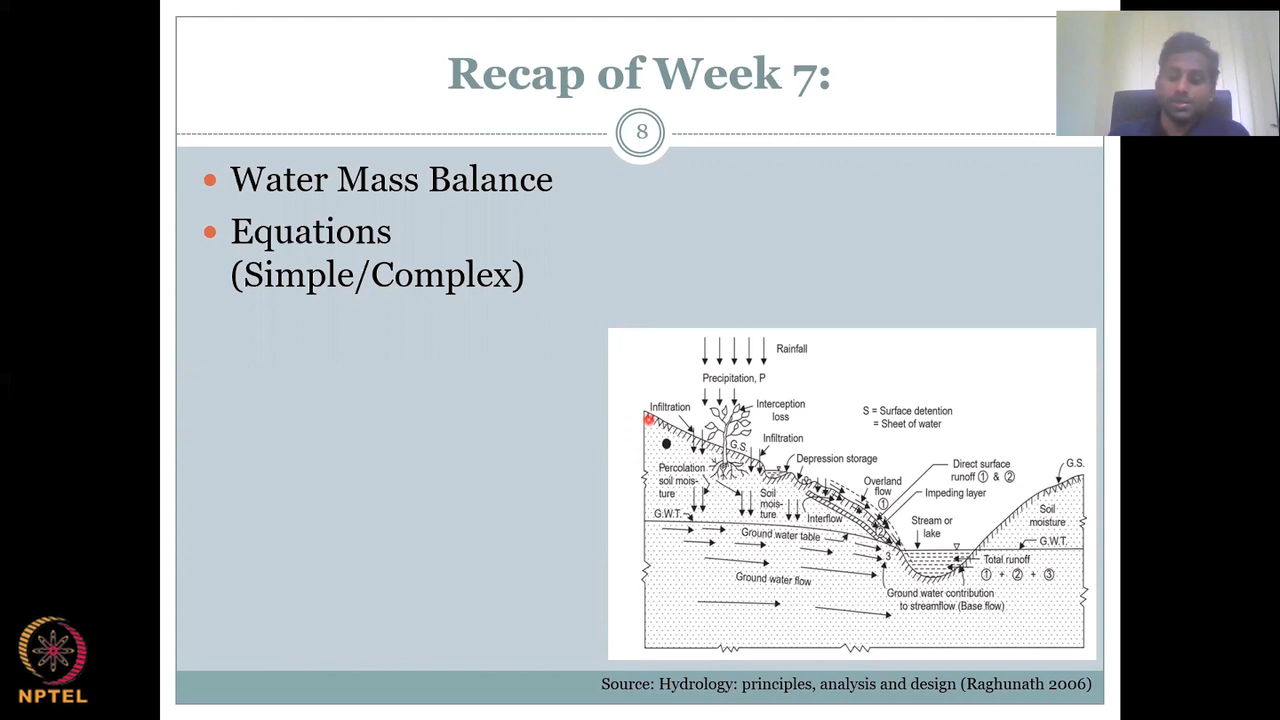 Recap of Week 7:
8
Water Mass Balance
Equations
(Simple/Complex)
Rainfall
Precipitation, P
Infiltration
Interception
loss
S = Surface detention
= Sheet of water
G.S.
Infiltration
Percolation
soil mois-
ture
Depression storage
Direct surface
runoff ① & ②
G.S.
Overland
flow
①
Impeding layer
Soil
mois-
ture
Interflow
Stream or
lake
Soil
moisture
G.W.T.
Ground water table
G.W.T.
3
Total runoff
① + ② + ③
Ground water flow
Ground water contribution
to streamflow (Base flow)
Source: Hydrology: principles, analysis and design (Raghunath 2006)
NPTEL